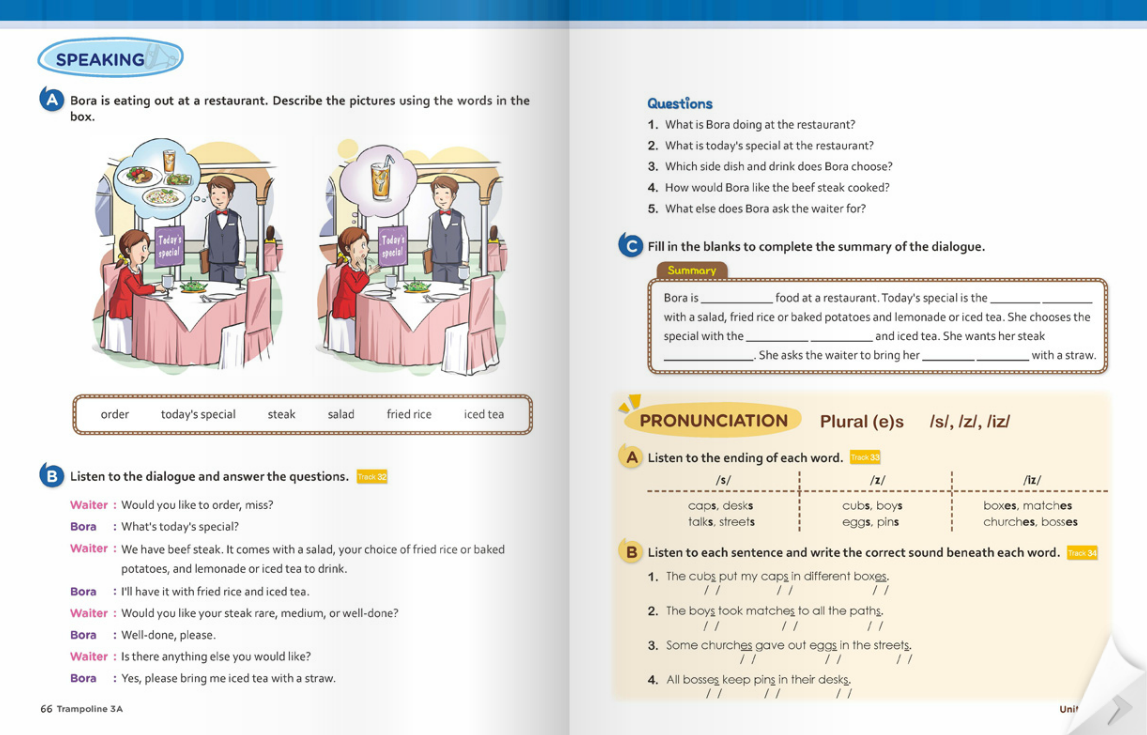 SPEAKING
A Bora is eating out at a restaurant. Describe the pictures using the words in the
box.
Today's
special
Today's
special
order today's special steak salad fried rice iced tea
B Listen to the dialogue and answer the questions. Track 32
Waiter : Would you like to order, miss?
Bora : What's today's special?
Waiter : We have beef steak. It comes with a salad, your choice of fried rice or baked
potatoes, and lemonade or iced tea to drink.
Bora : I'll have it with fried rice and iced tea.
Waiter : Would you like your steak rare, medium, or well-done?
Bora : Well-done, please.
Waiter : Is there anything else you would like?
Bora : Yes, please bring me iced tea with a straw.
66 Trampoline 3A
Questions
1. What is Bora doing at the restaurant?
2. What is today's special at the restaurant?
3. Which side dish and drink does Bora choose?
4. How would Bora like the beef steak cooked?
5. What else does Bora ask the waiter for?
C Fill in the blanks to complete the summary of the dialogue.
Summary
Bora is ____________ food at a restaurant. Today's special is the ________ ________
with a salad, fried rice or baked potatoes and lemonade or iced tea. She chooses the
special with the __________ __________ and iced tea. She wants her steak
_______________. She asks the waiter to bring her ________ ________ with a straw.
PRONUNCIATION Plural (e)s /s/, /z/, /iz/
A Listen to the ending of each word. Track 33
/s/ /z/ /iz/
caps, desks cubs, boys boxes, matches
talks, streets eggs, pins churches, bosses
B Listen to each sentence and write the correct sound beneath each word. Track 34
1. The cubs put my caps in different boxes.
/ / / / / /
2. The boys took matches to all the paths.
/ / / / / /
3. Some churches gave out eggs in the streets.
/ / / / / /
4. All bosses keep pins in their desks.
/ / / / / /